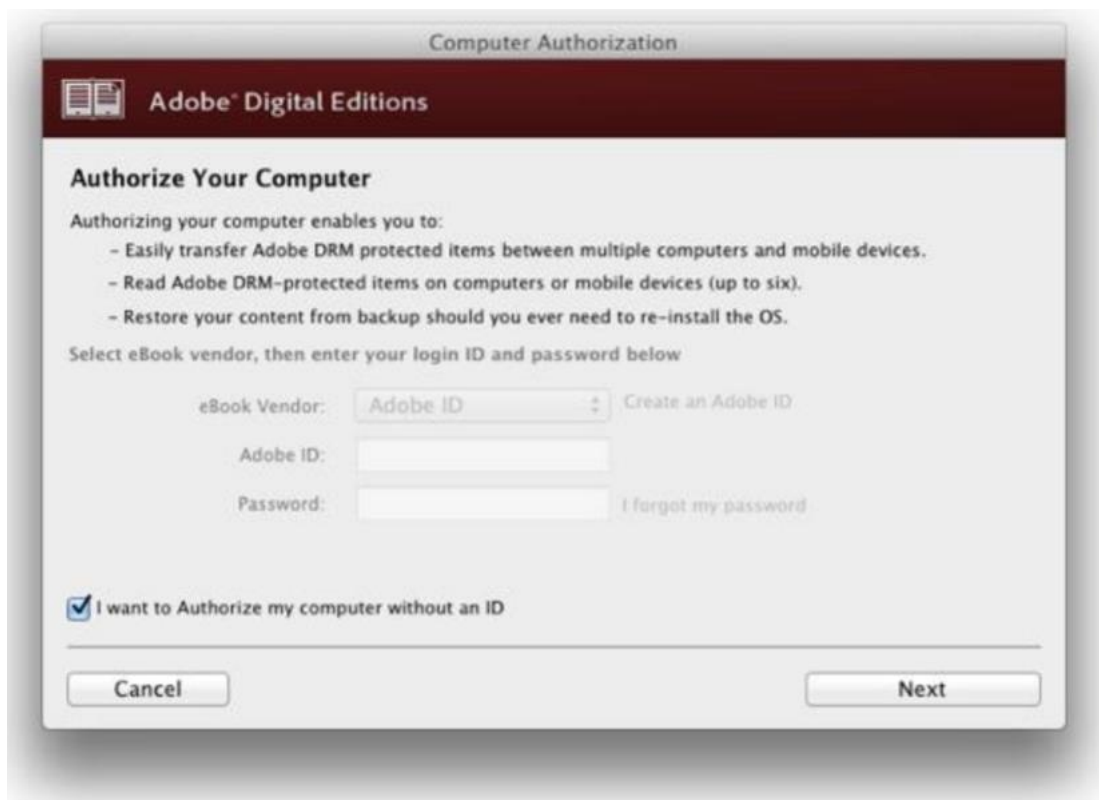 Computer Authorization
Adobe® Digital Editions
Authorize Your Computer
Authorizing your computer enables you to:
– Easily transfer Adobe DRM protected items between multiple computers and mobile devices.
– Read Adobe DRM-protected items on computers or mobile devices (up to six).
– Restore your content from backup should you ever need to re-install the OS.
Select eBook vendor, then enter your login ID and password below
eBook Vendor: Adobe ID Create an Adobe ID
Adobe ID:
Password: I forgot my password
I want to Authorize my computer without an ID
Cancel Next